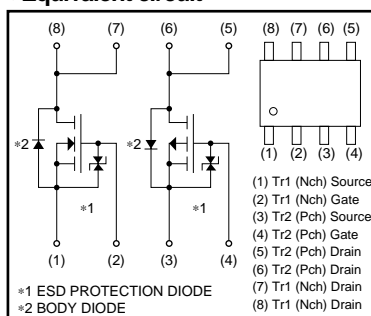 Equivalent circuit
(8) (7) (6) (5)
(8) (7) (6) (5)
∗2 ∗2
∗1 ∗1
(1) (2) (3) (4)
(1) (2) (3) (4)
(1) Tr1 (Nch) Source
(2) Tr1 (Nch) Gate
(3) Tr2 (Pch) Source
(4) Tr2 (Pch) Gate
(5) Tr2 (Pch) Drain
(6) Tr2 (Pch) Drain
(7) Tr1 (Nch) Drain
(8) Tr1 (Nch) Drain
∗1 ESD PROTECTION DIODE
∗2 BODY DIODE